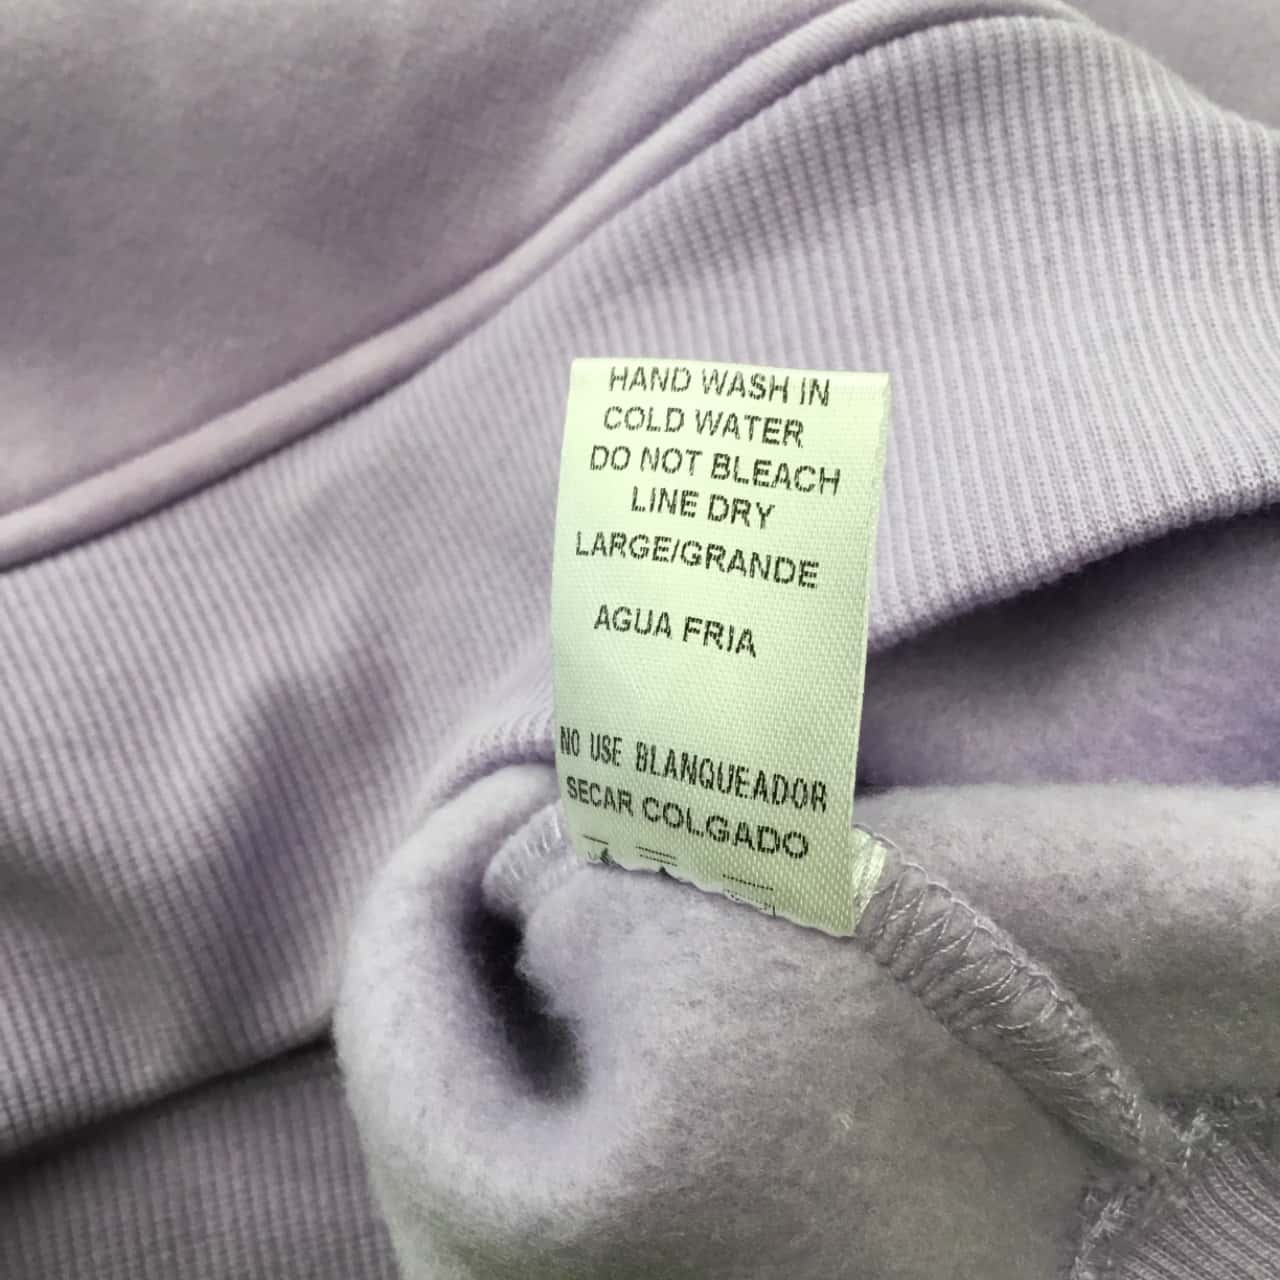 HAND WASH IN
COLD WATER
DO NOT BLEACH
LINE DRY
LARGE/GRANDE
AGUA FRIA
NO USE BLANQUEADOR
SECAR COLGADO